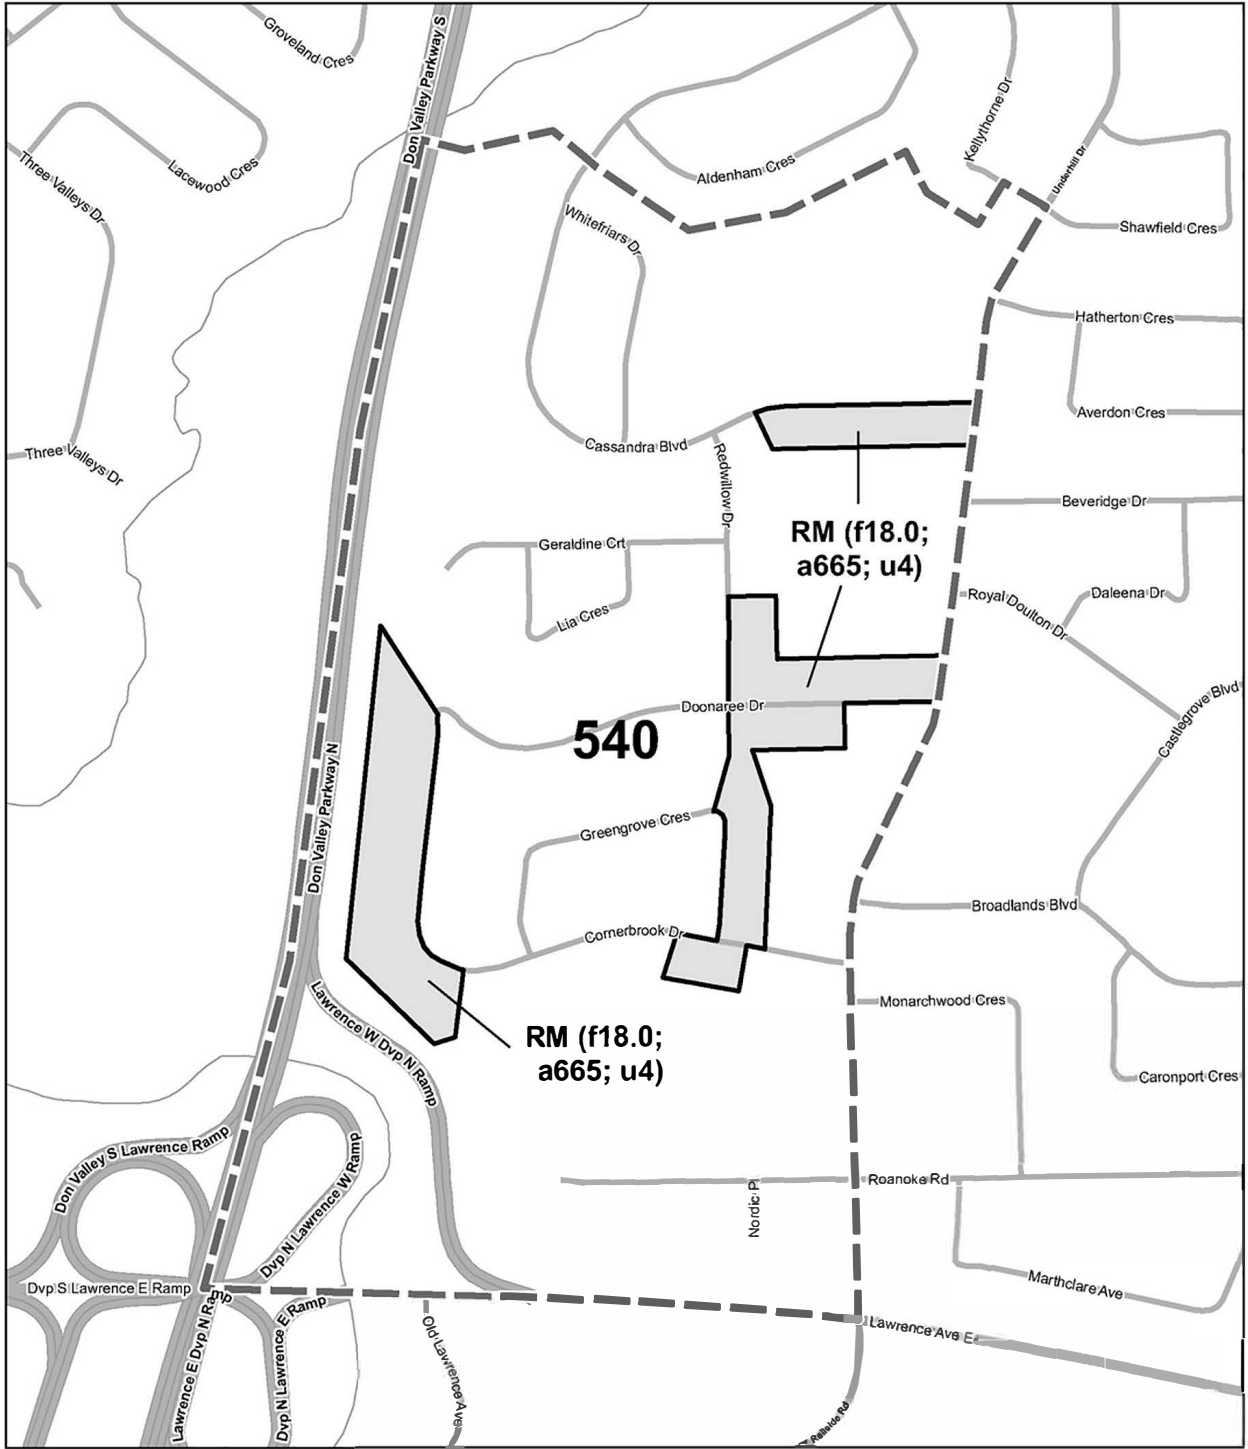 Groveland Cres
Don Valley Parkway S
Kellythorne Dr
Three Valleys Dr
Lacewood Cres
Aldenham Cres
Underhill Dr
Whitefriars Dr
Shawfield Cres
Hatherton Cres
Averdon Cres
Three Valleys Dr
Cassandra Blvd
Redwillow Dr
Beveridge Dr
RM (f18.0;
a665; u4)
Geraldine Crt
Lia Cres
Royal Doulton Dr
Daleena Dr
Doonaree Dr
Castlegrove Blvd
540
Don Valley Parkway N
Greengrove Cres
Broadlands Blvd
Cornerbrook Dr
Monarchwood Cres
Lawrence W Dvp N Ramp
RM (f18.0;
a665; u4)
Caronport Cres
Don Valley S Lawrence Ramp
Dvp N Lawrence W Ramp
Roanoke Rd
Nordic Pl
Dvp S Lawrence E Ramp
Marthclare Ave
Lawrence E Dvp N Ramp
Dvp N Lawrence E Ramp
Old Lawrence Ave
Lawrence Ave E
Railside Rd